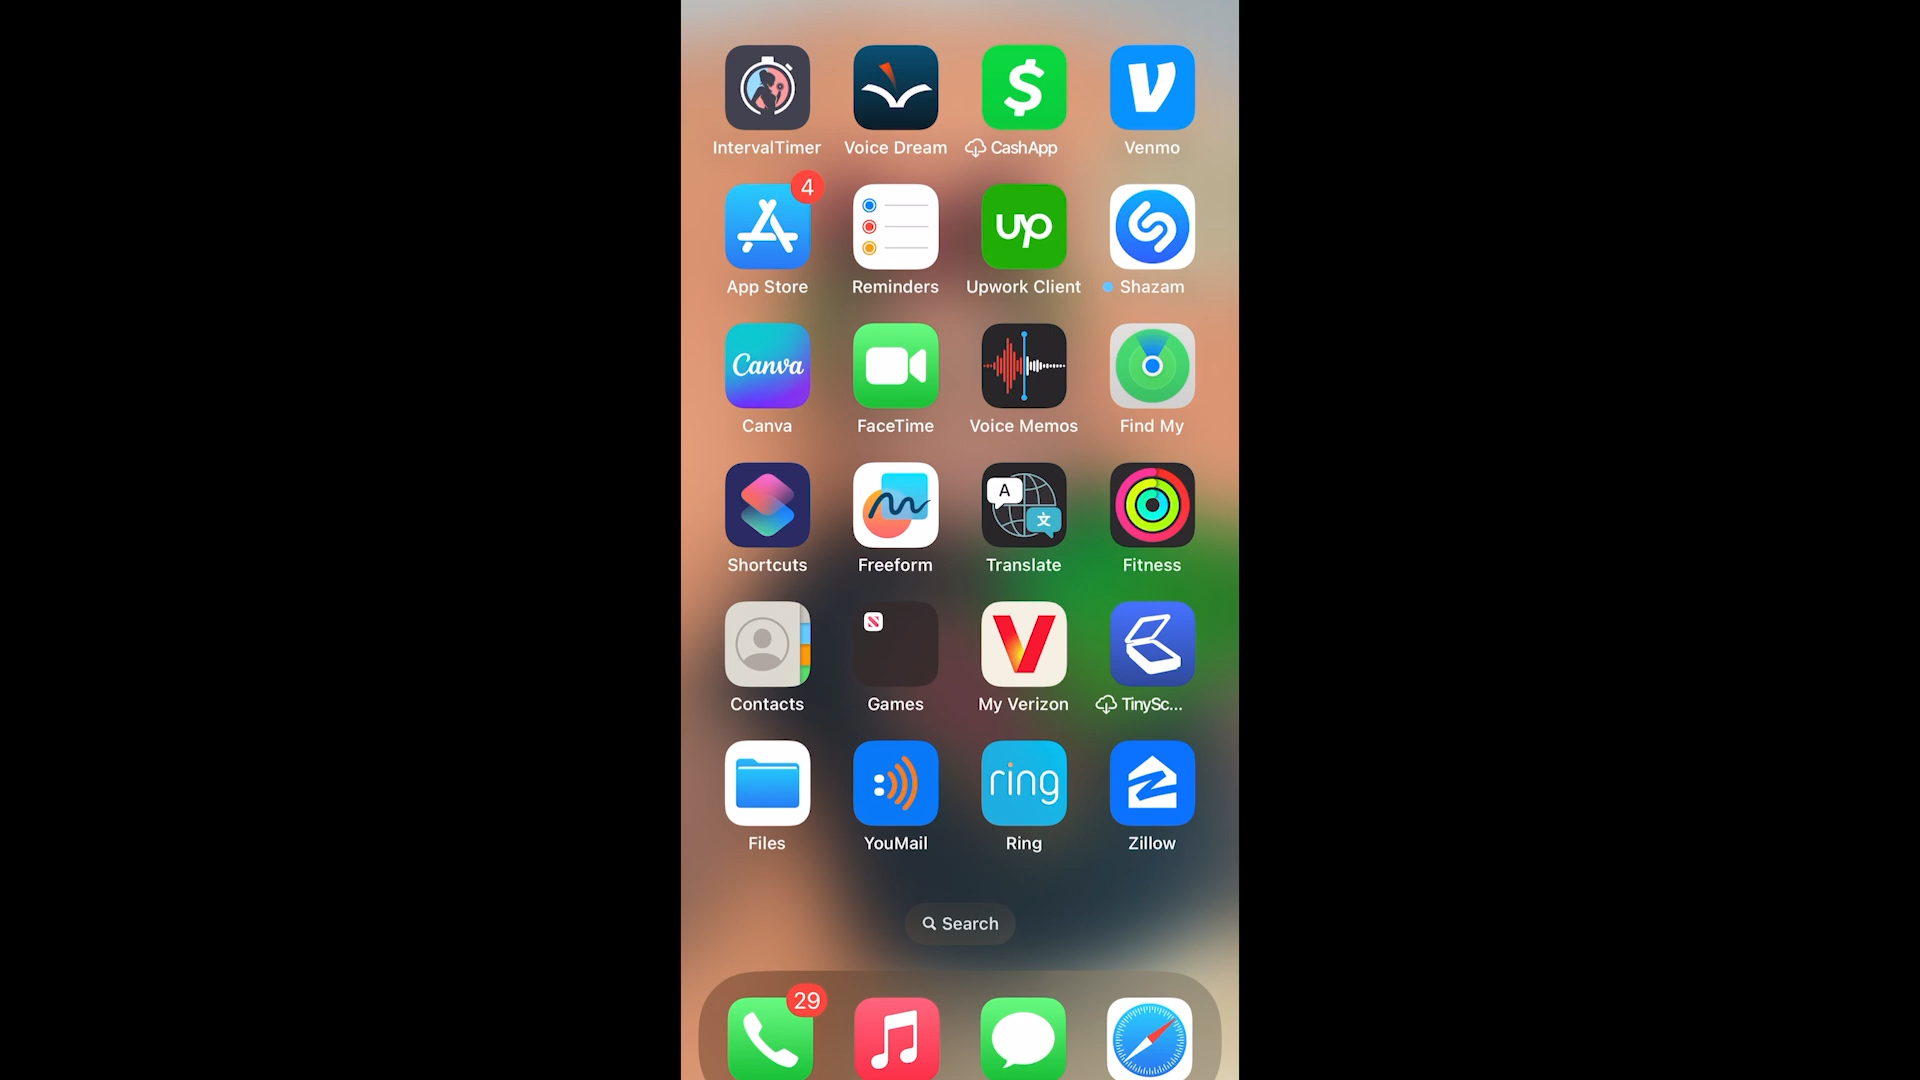 IntervalTimer Voice Dream CashApp Venmo
4
up
App Store Reminders Upwork Client Shazam
Canva
Canva FaceTime Voice Memos Find My
A
文
Shortcuts Freeform Translate Fitness
Contacts Games My Verizon TinySc...
ring
Files YouMail Ring Zillow
Search
29